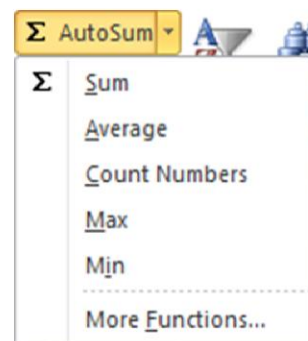 Σ AutoSum
Σ Sum
Average
Count Numbers
Max
Min
More Functions...